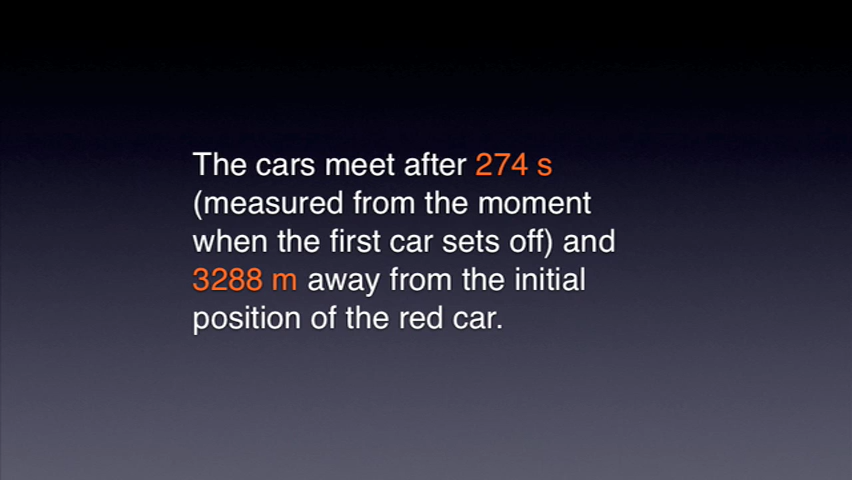 The cars meet after 274 s
(measured from the moment
when the first car sets off) and
3288 m away from the initial
position of the red car.